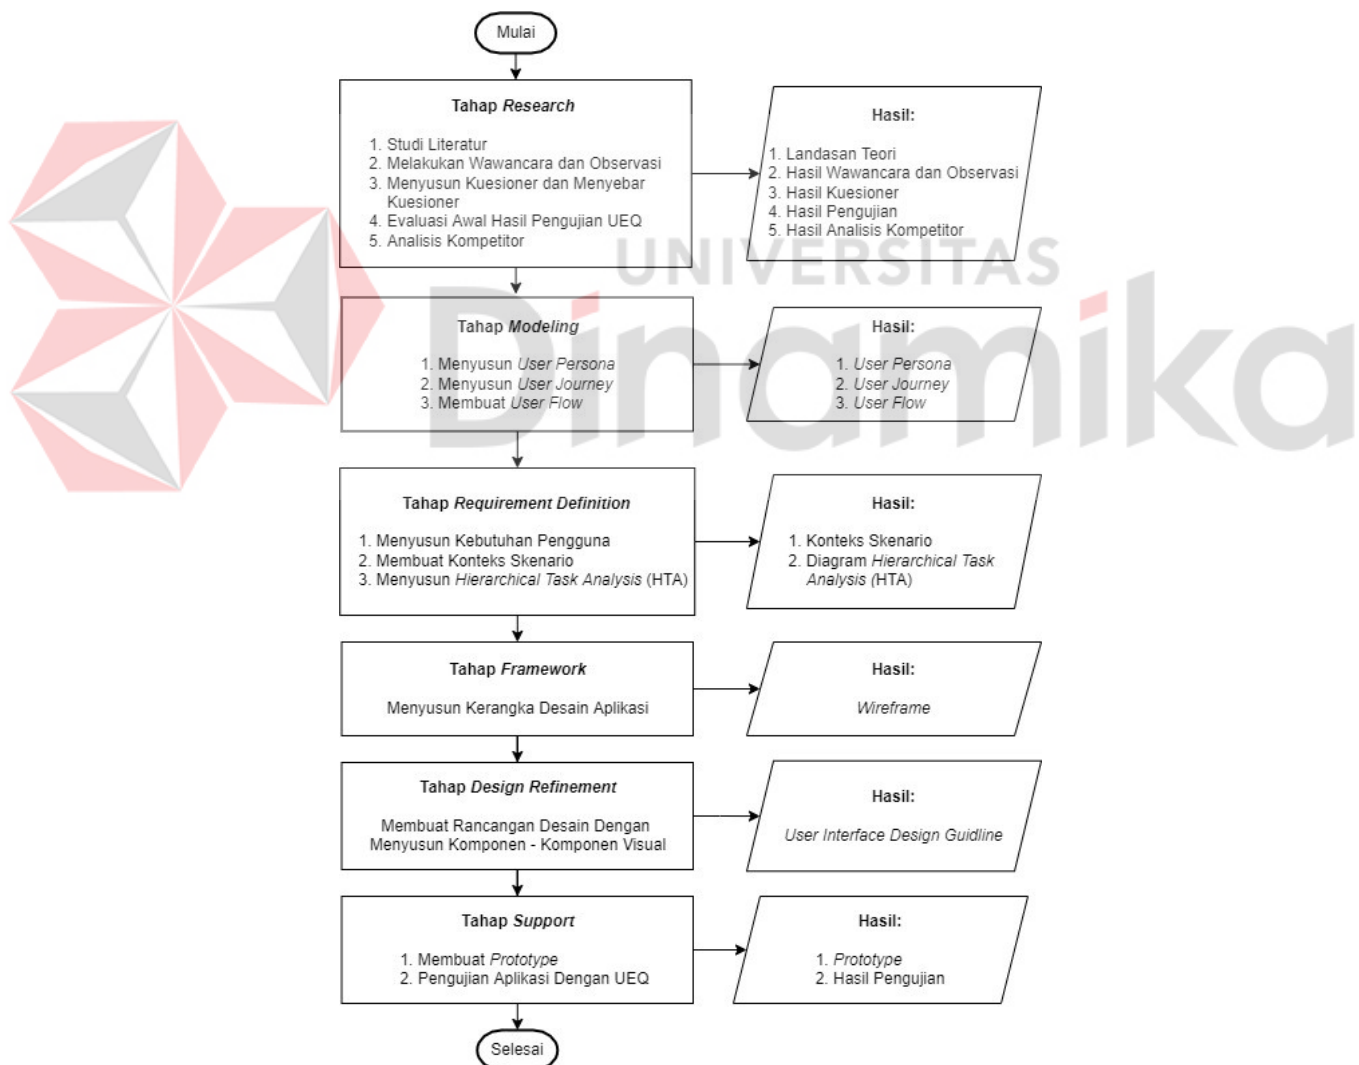 Mulai
Tahap Research
1. Studi Literatur
2. Melakukan Wawancara dan Observasi
3. Menyusun Kuesioner dan Menyebar
Kuesioner
4. Evaluasi Awal Hasil Pengujian UEQ
5. Analisis Kompetitor
Hasil:
1. Landasan Teori
2. Hasil Wawancara dan Observasi
3. Hasil Kuesioner
4. Hasil Pengujian
5. Hasil Analisis Kompetitor
UNIVERSITAS
Dinamika
Tahap Modeling
1. Menyusun User Persona
2. Menyusun User Journey
3. Membuat User Flow
Hasil:
1. User Persona
2. User Journey
3. User Flow
Tahap Requirement Definition
1. Menyusun Kebutuhan Pengguna
2. Membuat Konteks Skenario
3. Menyusun Hierarchical Task Analysis (HTA)
Hasil:
1. Konteks Skenario
2. Diagram Hierarchical Task
Analysis (HTA)
Tahap Framework
Menyusun Kerangka Desain Aplikasi
Hasil:
Wireframe
Tahap Design Refinement
Membuat Rancangan Desain Dengan
Menyusun Komponen - Komponen Visual
Hasil:
User Interface Design Guidline
Tahap Support
1. Membuat Prototype
2. Pengujian Aplikasi Dengan UEQ
Hasil:
1. Prototype
2. Hasil Pengujian
Selesai